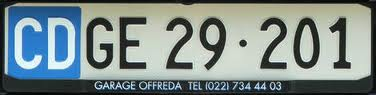 CD GE 29·201
GARAGE OFFREDA TEL (022) 734 44 03